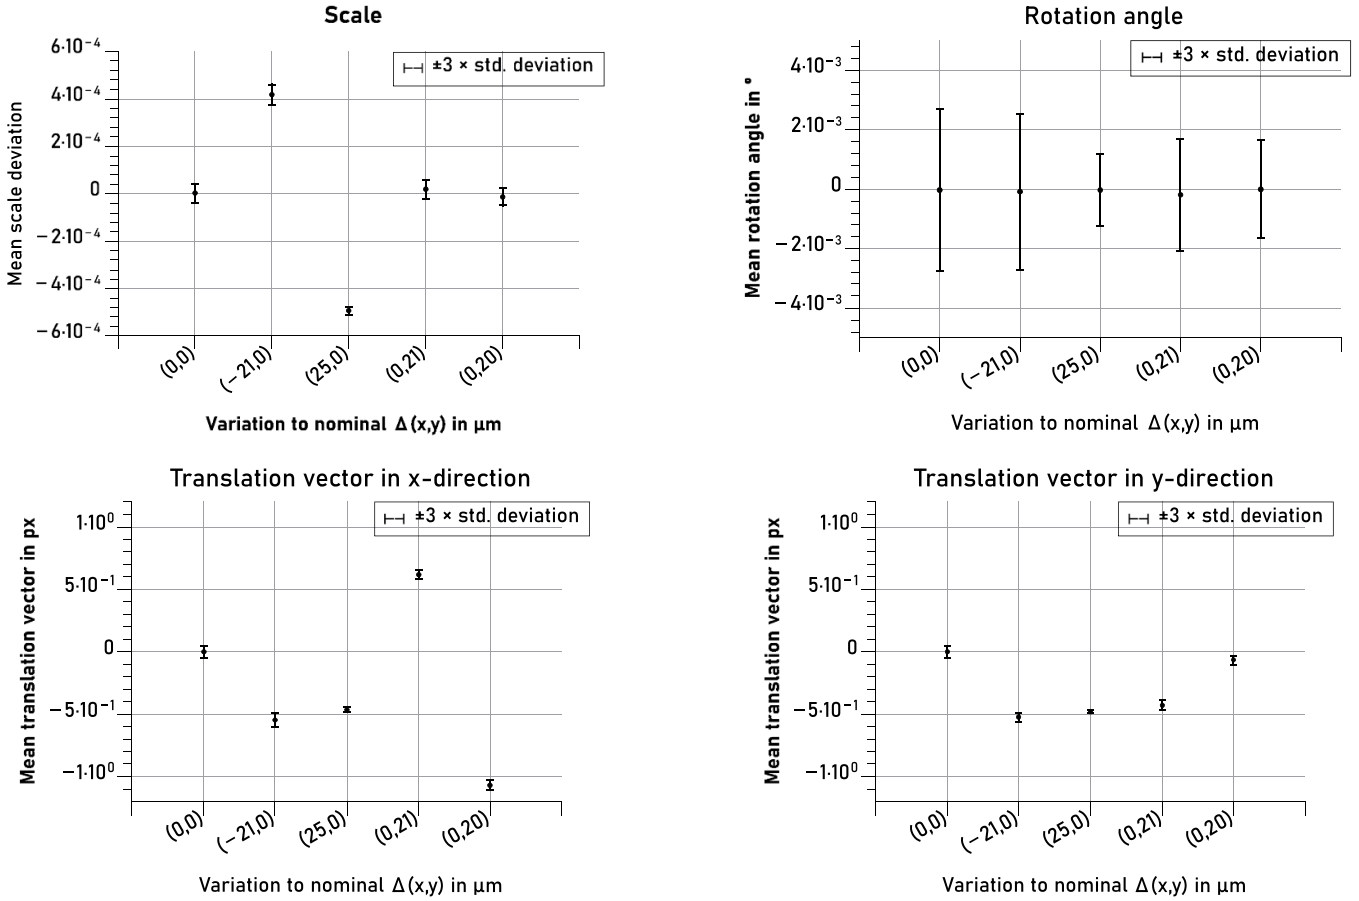 Scale
±3 × std. deviation
Mean scale deviation
6·10⁻⁴
4·10⁻⁴
2·10⁻⁴
0
−2·10⁻⁴
−4·10⁻⁴
−6·10⁻⁴
(0,0)
(−21,0)
(25,0)
(0,21)
(0,20)
Variation to nominal Δ(x,y) in µm
Rotation angle
±3 × std. deviation
Mean rotation angle in °
4·10⁻³
2·10⁻³
0
−2·10⁻³
−4·10⁻³
(0,0)
(−21,0)
(25,0)
(0,21)
(0,20)
Variation to nominal Δ(x,y) in µm
Translation vector in x-direction
±3 × std. deviation
Mean translation vector in px
1·10⁰
5·10⁻¹
0
−5·10⁻¹
−1·10⁰
(0,0)
(−21,0)
(25,0)
(0,21)
(0,20)
Variation to nominal Δ(x,y) in µm
Translation vector in y-direction
±3 × std. deviation
Mean translation vector in px
1·10⁰
5·10⁻¹
0
−5·10⁻¹
−1·10⁰
(0,0)
(−21,0)
(25,0)
(0,21)
(0,20)
Variation to nominal Δ(x,y) in µm